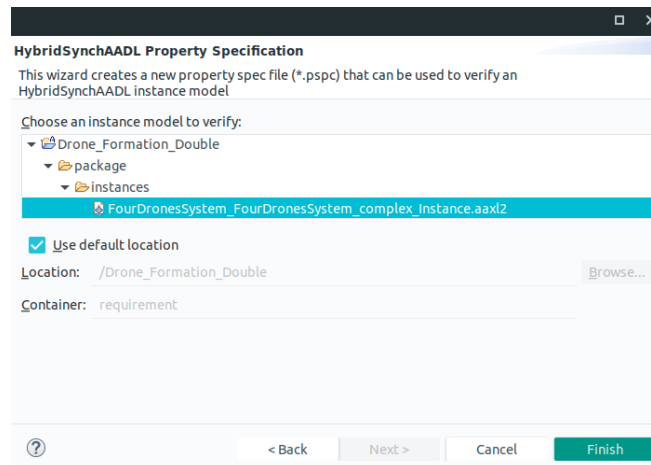 HybridSynchAADL Property Specification
This wizard creates a new property spec file (*.pspc) that can be used to verify an
HybridSynchAADL instance model
Choose an instance model to verify:
Drone_Formation_Double
package
instances
FourDronesSystem_FourDronesSystem_complex_Instance.aaxl2
Use default location
Location: /Drone_Formation_Double Browse...
Container: requirement
? < Back Next > Cancel Finish